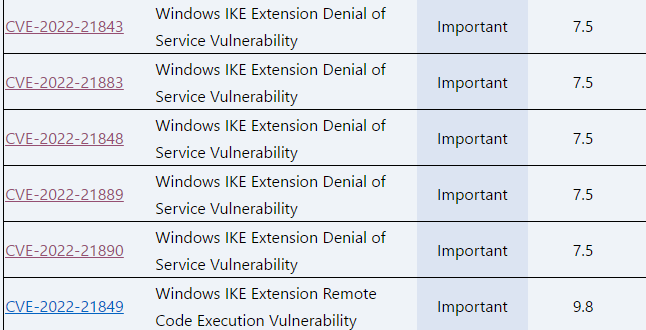 CVE-2022-21843 Windows IKE Extension Denial of Service Vulnerability Important 7.5
CVE-2022-21883 Windows IKE Extension Denial of Service Vulnerability Important 7.5
CVE-2022-21848 Windows IKE Extension Denial of Service Vulnerability Important 7.5
CVE-2022-21889 Windows IKE Extension Denial of Service Vulnerability Important 7.5
CVE-2022-21890 Windows IKE Extension Denial of Service Vulnerability Important 7.5
CVE-2022-21849 Windows IKE Extension Remote Code Execution Vulnerability Important 9.8